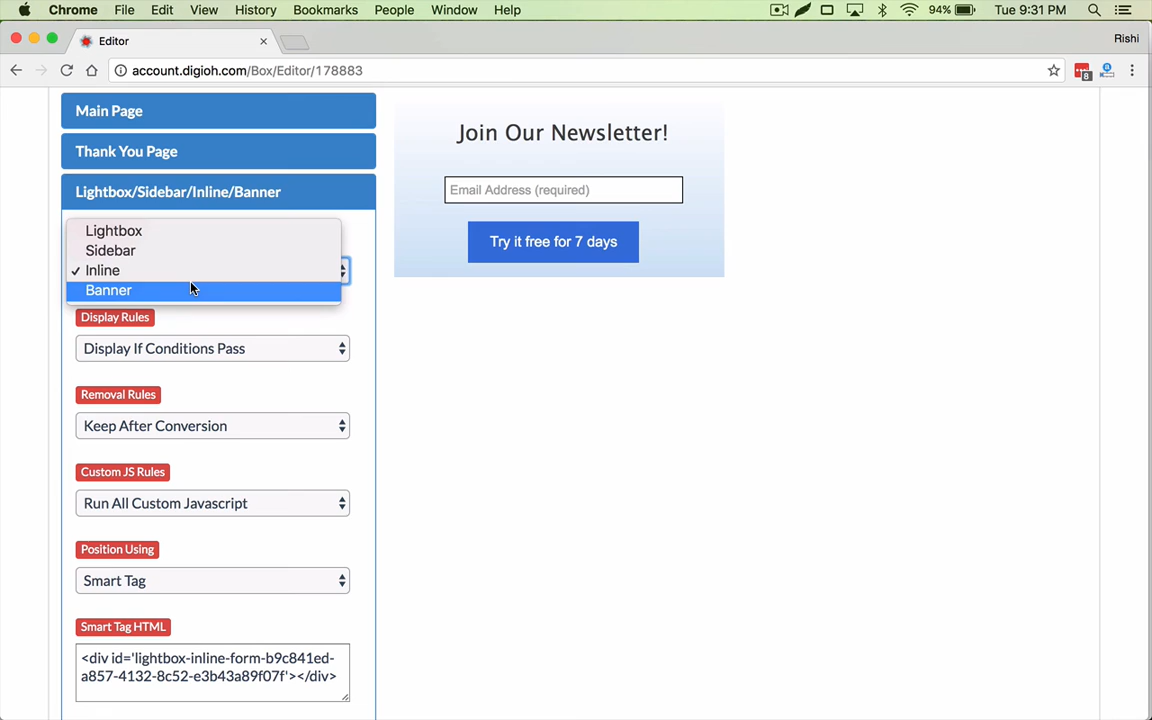 Chrome File Edit View History Bookmarks People Window Help 94% Tue 9:31 PM
Editor
Rishi
account.digioh.com/Box/Editor/178883
8
Main Page
Thank You Page
Lightbox/Sidebar/Inline/Banner
Lightbox
Sidebar
✓ Inline
Banner
Display Rules
Display If Conditions Pass
Removal Rules
Keep After Conversion
Custom JS Rules
Run All Custom Javascript
Position Using
Smart Tag
Smart Tag HTML
<div id='lightbox-inline-form-b9c841ed-
a857-4132-8c52-e3b43a89f07f'></div>
Join Our Newsletter!
Email Address (required)
Try it free for 7 days